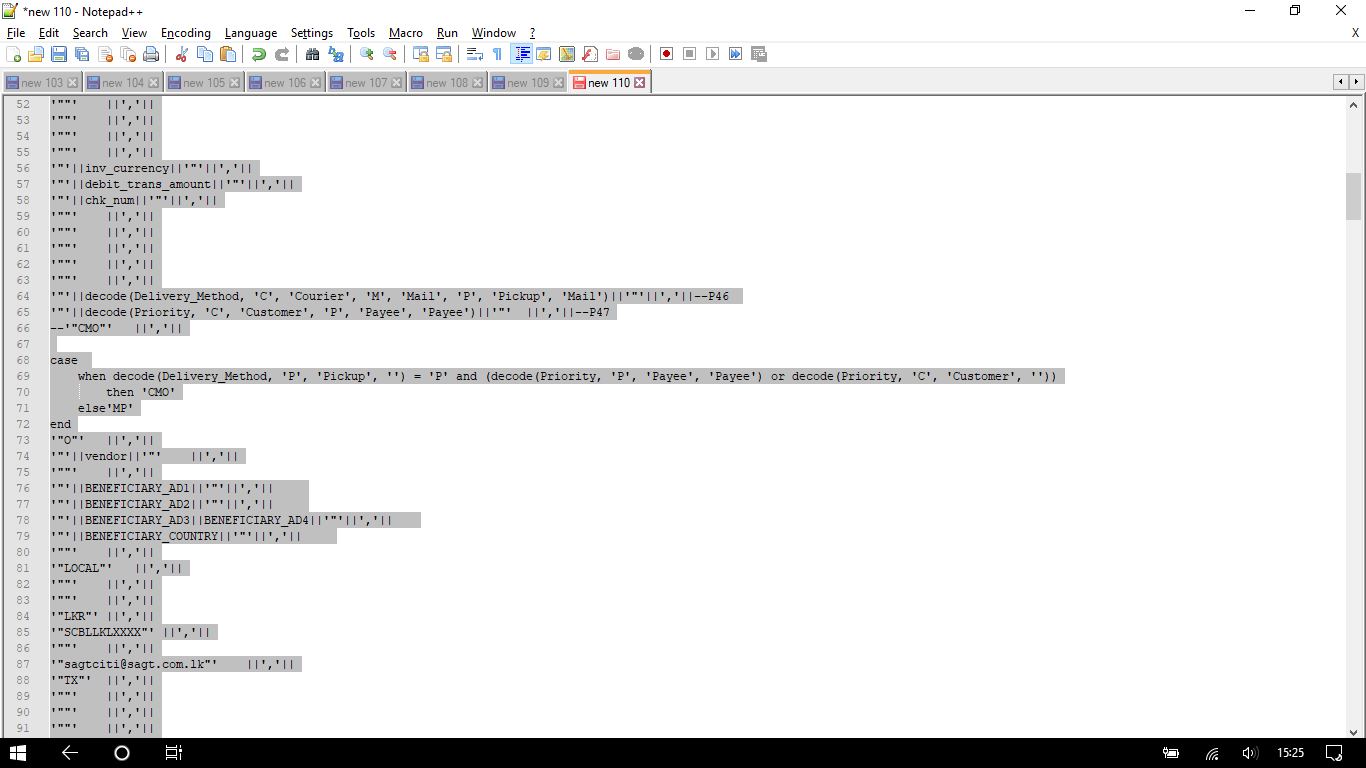 *new 110 - Notepad++
File Edit Search View Encoding Language Settings Tools Macro Run Window ? X
new 103 new 104 new 105 new 106 new 107 new 108 new 109 new 110
52 '""' ||','||
53 '""' ||','||
54 '""' ||','||
55 '""' ||','||
56 '"'||inv_currency||'"'||','||
57 '"'||debit_trans_amount||'"'||','||
58 '"'||chk_num||'"'||','||
59 '""' ||','||
60 '""' ||','||
61 '""' ||','||
62 '""' ||','||
63 '""' ||','||
64 '"'||decode(Delivery_Method, 'C', 'Courier', 'M', 'Mail', 'P', 'Pickup', 'Mail')||'"'||','||--P46
65 '"'||decode(Priority, 'C', 'Customer', 'P', 'Payee', 'Payee')||'"' ||','||--P47
66 --'"CMO"' ||','||
67
68 case
69 when decode(Delivery_Method, 'P', 'Pickup', '') = 'P' and (decode(Priority, 'P', 'Payee', 'Payee') or decode(Priority, 'C', 'Customer', ''))
70 then 'CMO'
71 else'MP'
72 end
73 '"O"' ||','||
74 '"'||vendor||'"' ||','||
75 '""' ||','||
76 '"'||BENEFICIARY_AD1||'"'||','||
77 '"'||BENEFICIARY_AD2||'"'||','||
78 '"'||BENEFICIARY_AD3||BENEFICIARY_AD4||'"'||','||
79 '"'||BENEFICIARY_COUNTRY||'"'||','||
80 '""' ||','||
81 '"LOCAL"' ||','||
82 '""' ||','||
83 '""' ||','||
84 '"LKR"' ||','||
85 '"SCBLLKLXXXX"' ||','||
86 '""' ||','||
87 '"sagtciti@sagt.com.lk"' ||','||
88 '"TX"' ||','||
89 '""' ||','||
90 '""' ||','||
91 '""' ||','||
15:25